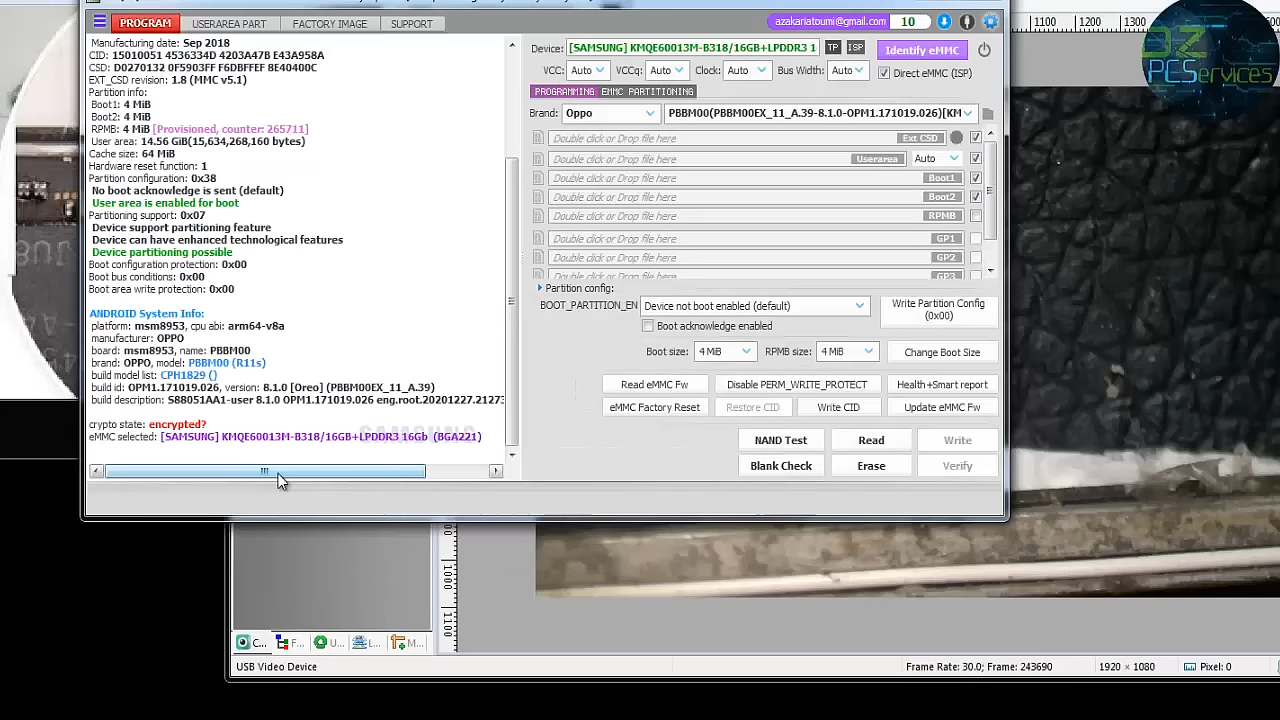 PROGRAM USERAREA PART FACTORY IMAGE SUPPORT azakariatoumi@gmail.com 10
Manufacturing date: Sep 2018
CID: 15010051 4536334D 4203A47B E43A958A
CSD: D0270132 0F5903FF F6DBFFEF 8E40400C
EXT_CSD revision: 1.8 (MMC v5.1)
Partition info:
Boot1: 4 MiB
Boot2: 4 MiB
RPMB: 4 MiB [Provisioned, counter: 265711]
User area: 14.56 GiB(15,634,268,160 bytes)
Cache size: 64 MiB
Hardware reset function: 1
Partition configuration: 0x38
No boot acknowledge is sent (default)
User area is enabled for boot
Partitioning support: 0x07
Device support partitioning feature
Device can have enhanced technological features
Device partitioning possible
Boot configuration protection: 0x00
Boot bus conditions: 0x00
Boot area write protection: 0x00
ANDROID System Info:
platform: msm8953, cpu abi: arm64-v8a
manufacturer: OPPO
board: msm8953, name: PBBM00
brand: OPPO, model: PBBM00 (R11s)
build model list: CPH1829 ()
build id: OPM1.171019.026, version: 8.1.0 [Oreo] (PBBM00EX_11_A.39)
build description: S88051AA1-user 8.1.0 OPM1.171019.026 eng.root.20201227.21273
crypto state: encrypted?
eMMC selected: [SAMSUNG] KMQE60013M-B318/16GB+LPDDR3 16Gb (BGA221)
SAMSUNG
Device: [SAMSUNG] KMQE60013M-B318/16GB+LPDDR3 1 TP ISP Identify eMMC
VCC: Auto VCCq: Auto Clock: Auto Bus Width: Auto Direct eMMC (ISP)
PROGRAMMING EMMC PARTITIONING
Brand: Oppo PBBM00(PBBM00EX_11_A.39-8.1.0-OPM1.171019.026)[KM
Double click or Drop file here Ext CSD
Double click or Drop file here Userarea Auto
Double click or Drop file here Boot1
Double click or Drop file here Boot2
Double click or Drop file here RPMB
Double click or Drop file here GP1
Double click or Drop file here GP2
Double click or Drop file here GP3
Partition config:
BOOT_PARTITION_EN Device not boot enabled (default) Write Partition Config
(0x00)
Boot acknowledge enabled
Boot size: 4 MiB RPMB size: 4 MiB Change Boot Size
Read eMMC Fw Disable PERM_WRITE_PROTECT Health+Smart report
eMMC Factory Reset Restore CID Write CID Update eMMC Fw
NAND Test Read Write
Blank Check Erase Verify
1100 1200 1300
DZ
PCServices
1000
1100
C... F... U... L... M...
USB Video Device Frame Rate: 30.0; Frame: 243690 1920 × 1080 Pixel: 0